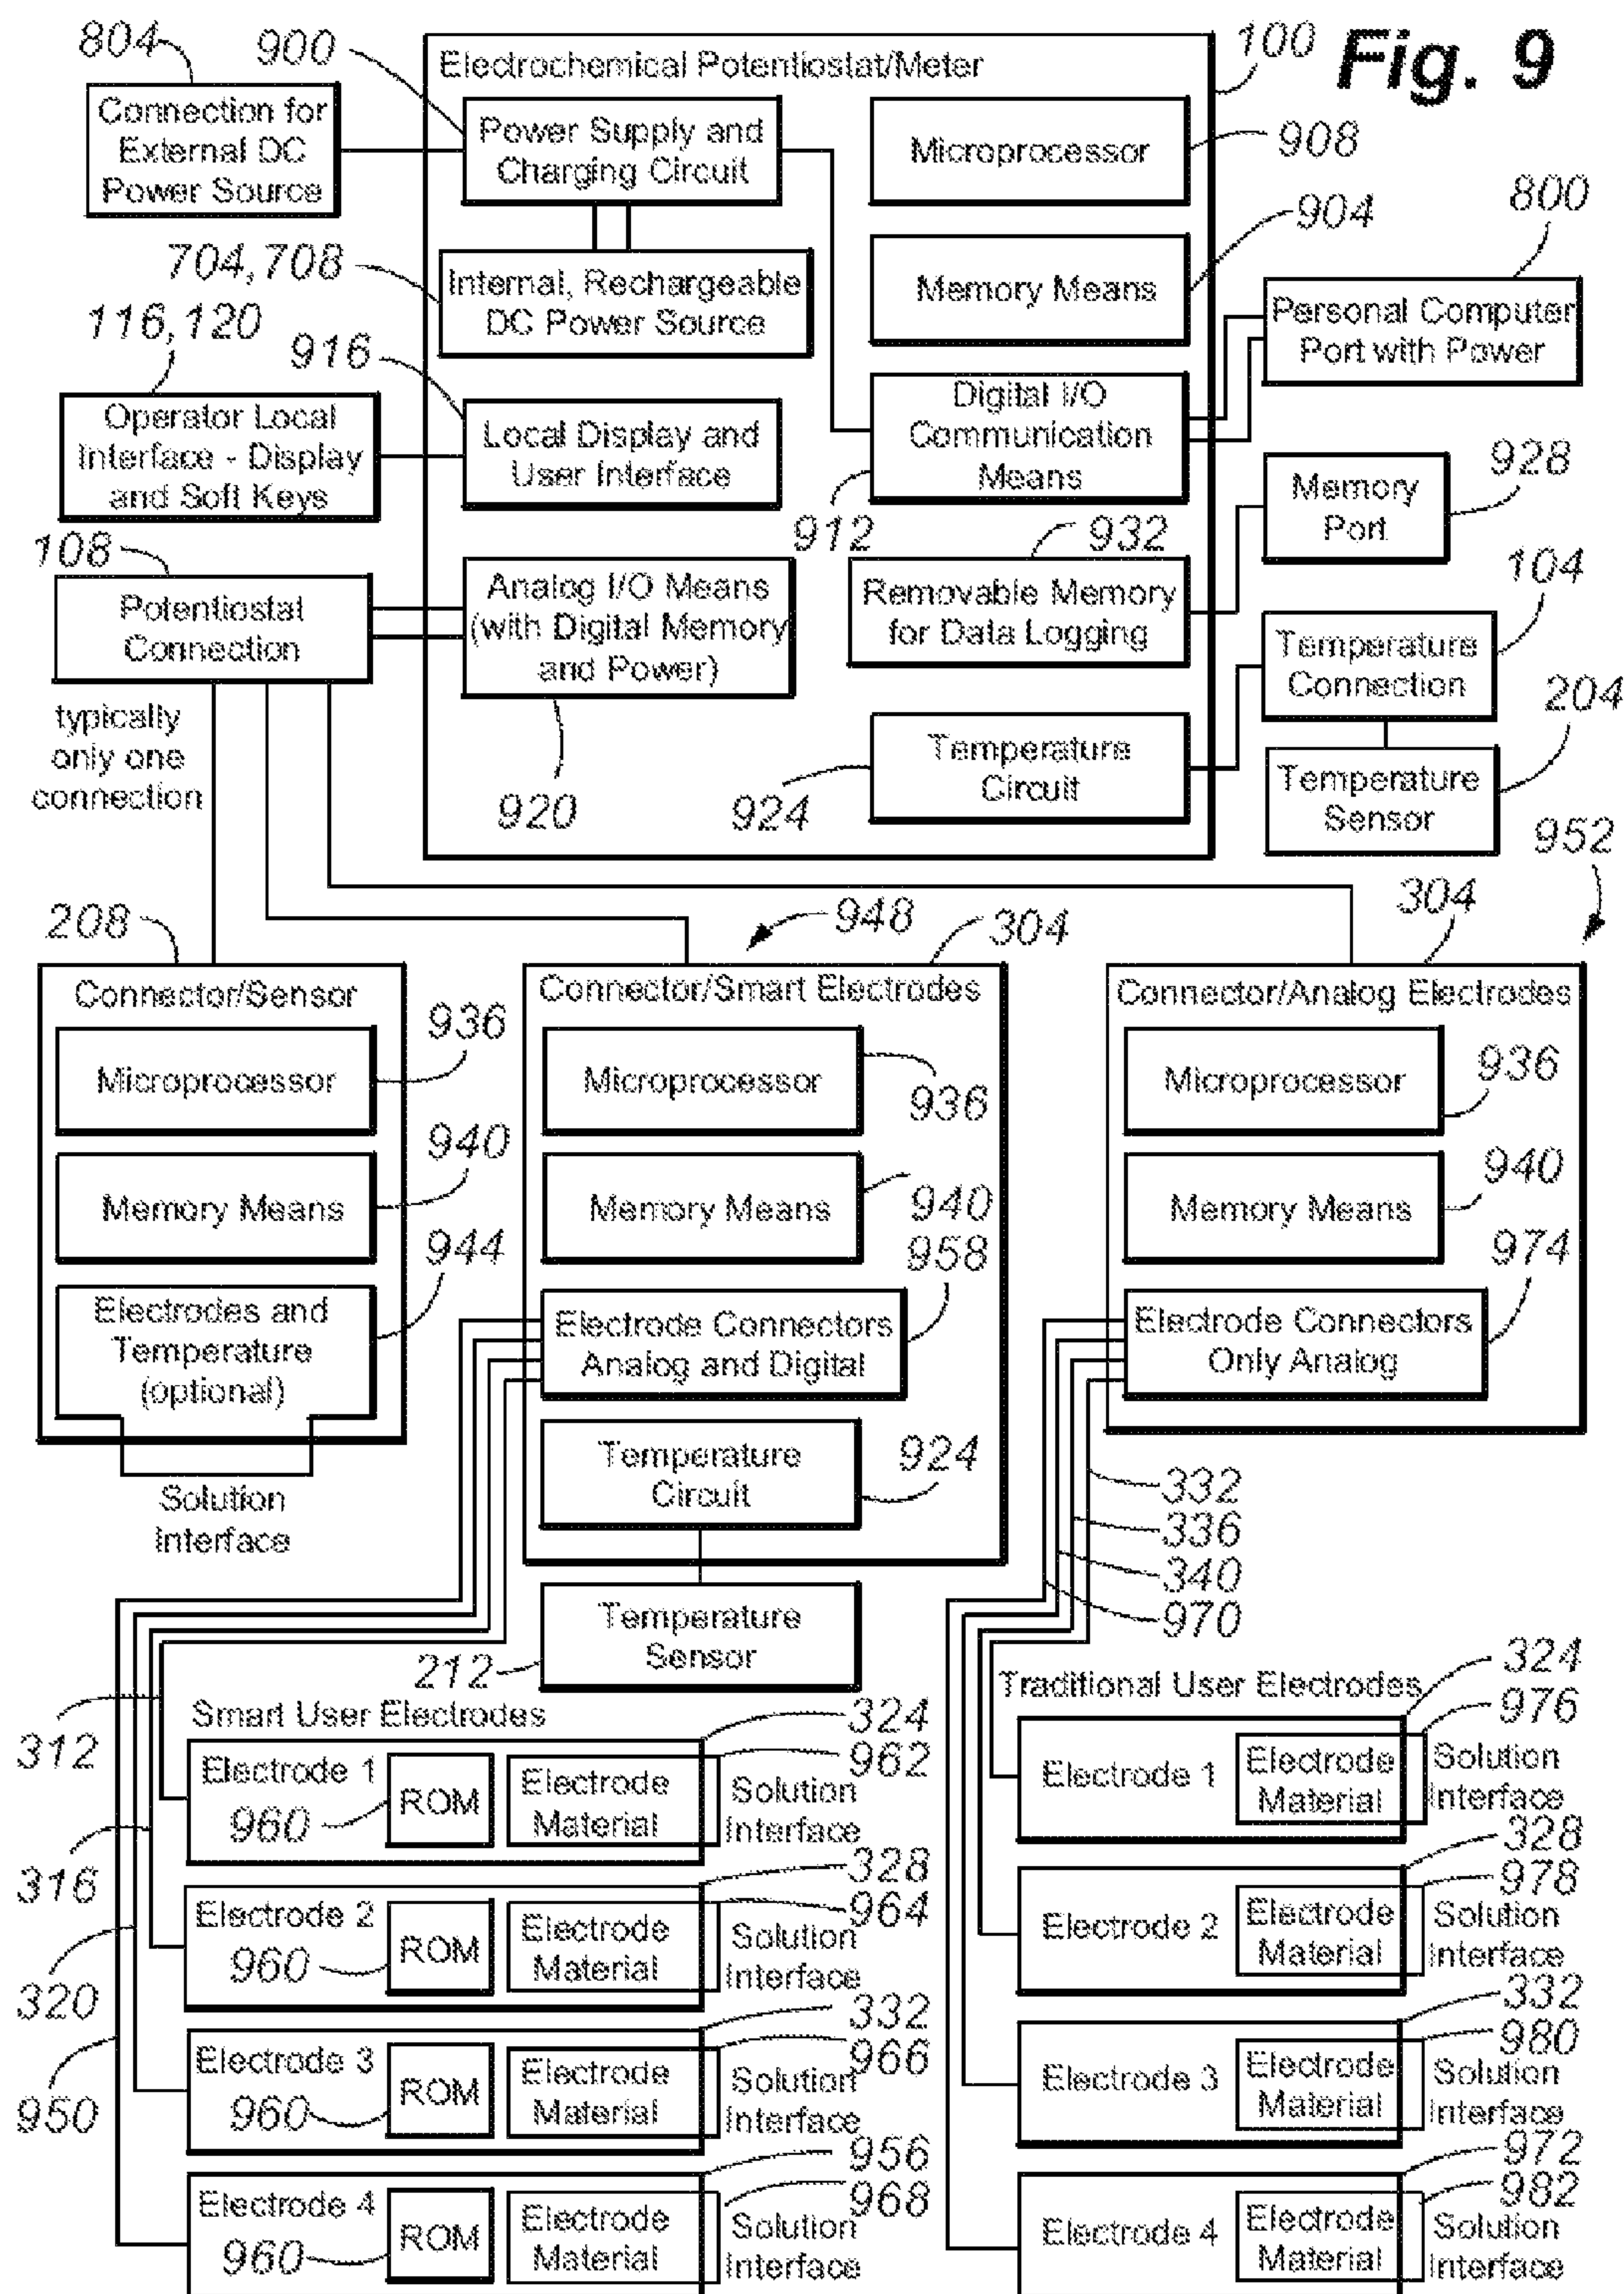 Fig. 9
804
900
100
Electrochemical Potentiostat/Meter
Connection for
External DC
Power Source
Power Supply and
Charging Circuit
Microprocessor
908
904
800
704,708
Internal, Rechargeable
DC Power Source
Memory Means
Personal Computer
Port with Power
116,120
916
Operator Local
Interface - Display
and Soft Keys
Local Display and
User Interface
Digital I/O
Communication
Means
912
928
Memory
Port
108
932
104
Potentiostat
Connection
Analog I/O Means
(with Digital Memory
and Power)
Removable Memory
for Data Logging
Temperature
Connection
204
typically
only one
connection
920
924
Temperature
Circuit
Temperature
Sensor
952
208
948
304
304
Connector/Sensor
Microprocessor
936
Memory Means
940
944
Electrodes and
Temperature
(optional)
Solution
Interface
Connector/Smart Electrodes
Microprocessor
936
Memory Means
940
958
Electrode Connectors
Analog and Digital
Temperature
Circuit
924
Temperature
Sensor
212
Connector/Analog Electrodes
Microprocessor
936
Memory Means
940
974
Electrode Connectors
Only Analog
332
336
340
970
312
316
320
950
Smart User Electrodes
324
962
Electrode 1
960
ROM
Electrode
Material
Solution
Interface
328
964
Electrode 2
960
ROM
Electrode
Material
Solution
Interface
332
966
Electrode 3
960
ROM
Electrode
Material
Solution
Interface
956
968
Electrode 4
960
ROM
Electrode
Material
Solution
Interface
Traditional User Electrodes
324
976
Electrode 1
Electrode
Material
Solution
Interface
328
978
Electrode 2
Electrode
Material
Solution
Interface
332
980
Electrode 3
Electrode
Material
Solution
Interface
972
982
Electrode 4
Electrode
Material
Solution
Interface